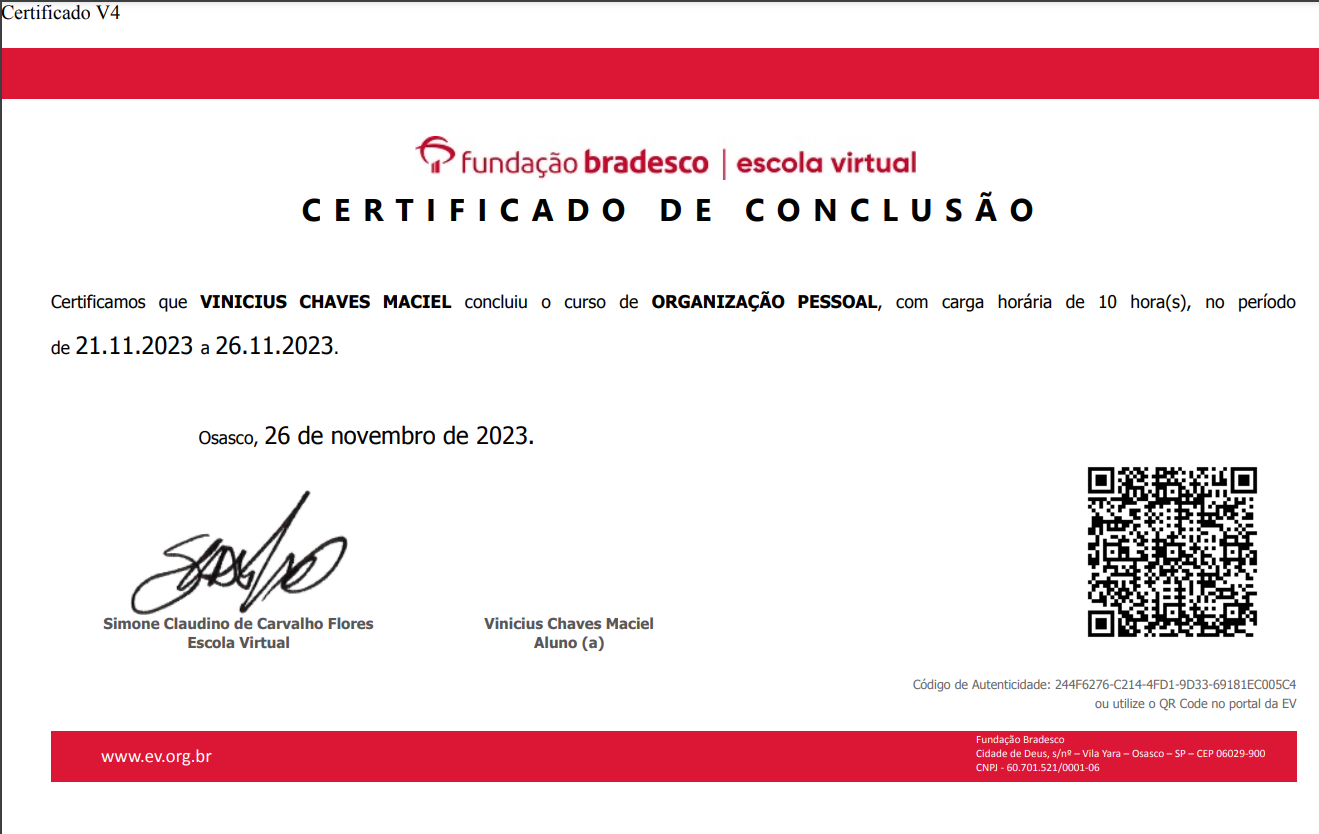 Certificado V4
fundação bradesco | escola virtual
CERTIFICADO DE CONCLUSÃO
Certificamos que VINICIUS CHAVES MACIEL concluiu o curso de ORGANIZAÇÃO PESSOAL, com carga horária de 10 hora(s), no período
de 21.11.2023 a 26.11.2023.
Osasco, 26 de novembro de 2023.
Simone Claudino de Carvalho Flores
Escola Virtual
Vinicius Chaves Maciel
Aluno (a)
Código de Autenticidade: 244F6276-C214-4FD1-9D33-69181EC005C4
ou utilize o QR Code no portal da EV
www.ev.org.br
Fundação Bradesco
Cidade de Deus, s/nº – Vila Yara – Osasco – SP – CEP 06029-900
CNPJ - 60.701.521/0001-06